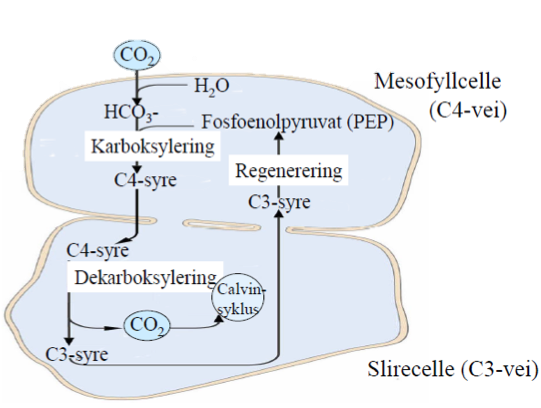 CO₂
H₂O
Mesofyllcelle
(C4-vei)
HCO₃-
Fosfoenolpyruvat (PEP)
Karboksylering
Regenerering
C4-syre
C3-syre
C4-syre
Dekarboksylering
Calvin-
syklus
CO₂
C3-syre
Slirecelle (C3-vei)